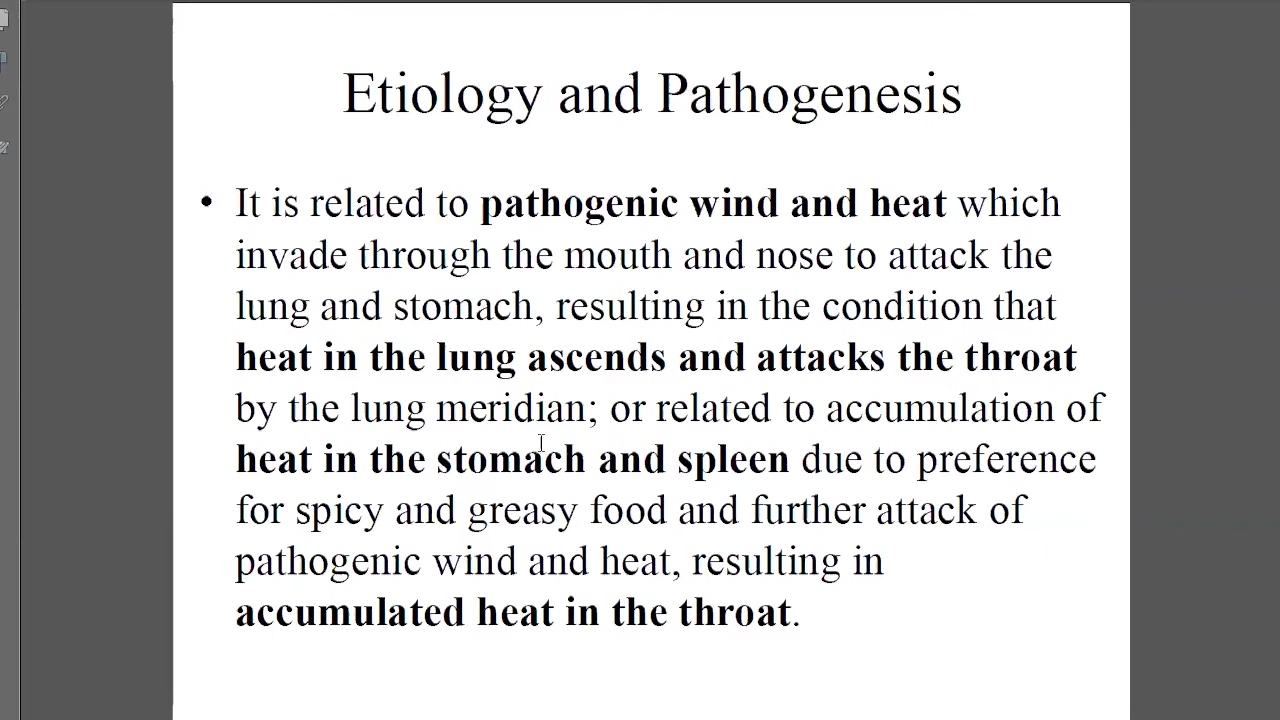 Etiology and Pathogenesis
• It is related to pathogenic wind and heat which
invade through the mouth and nose to attack the
lung and stomach, resulting in the condition that
heat in the lung ascends and attacks the throat
by the lung meridian; or related to accumulation of
heat in the stomach and spleen due to preference
for spicy and greasy food and further attack of
pathogenic wind and heat, resulting in
accumulated heat in the throat.